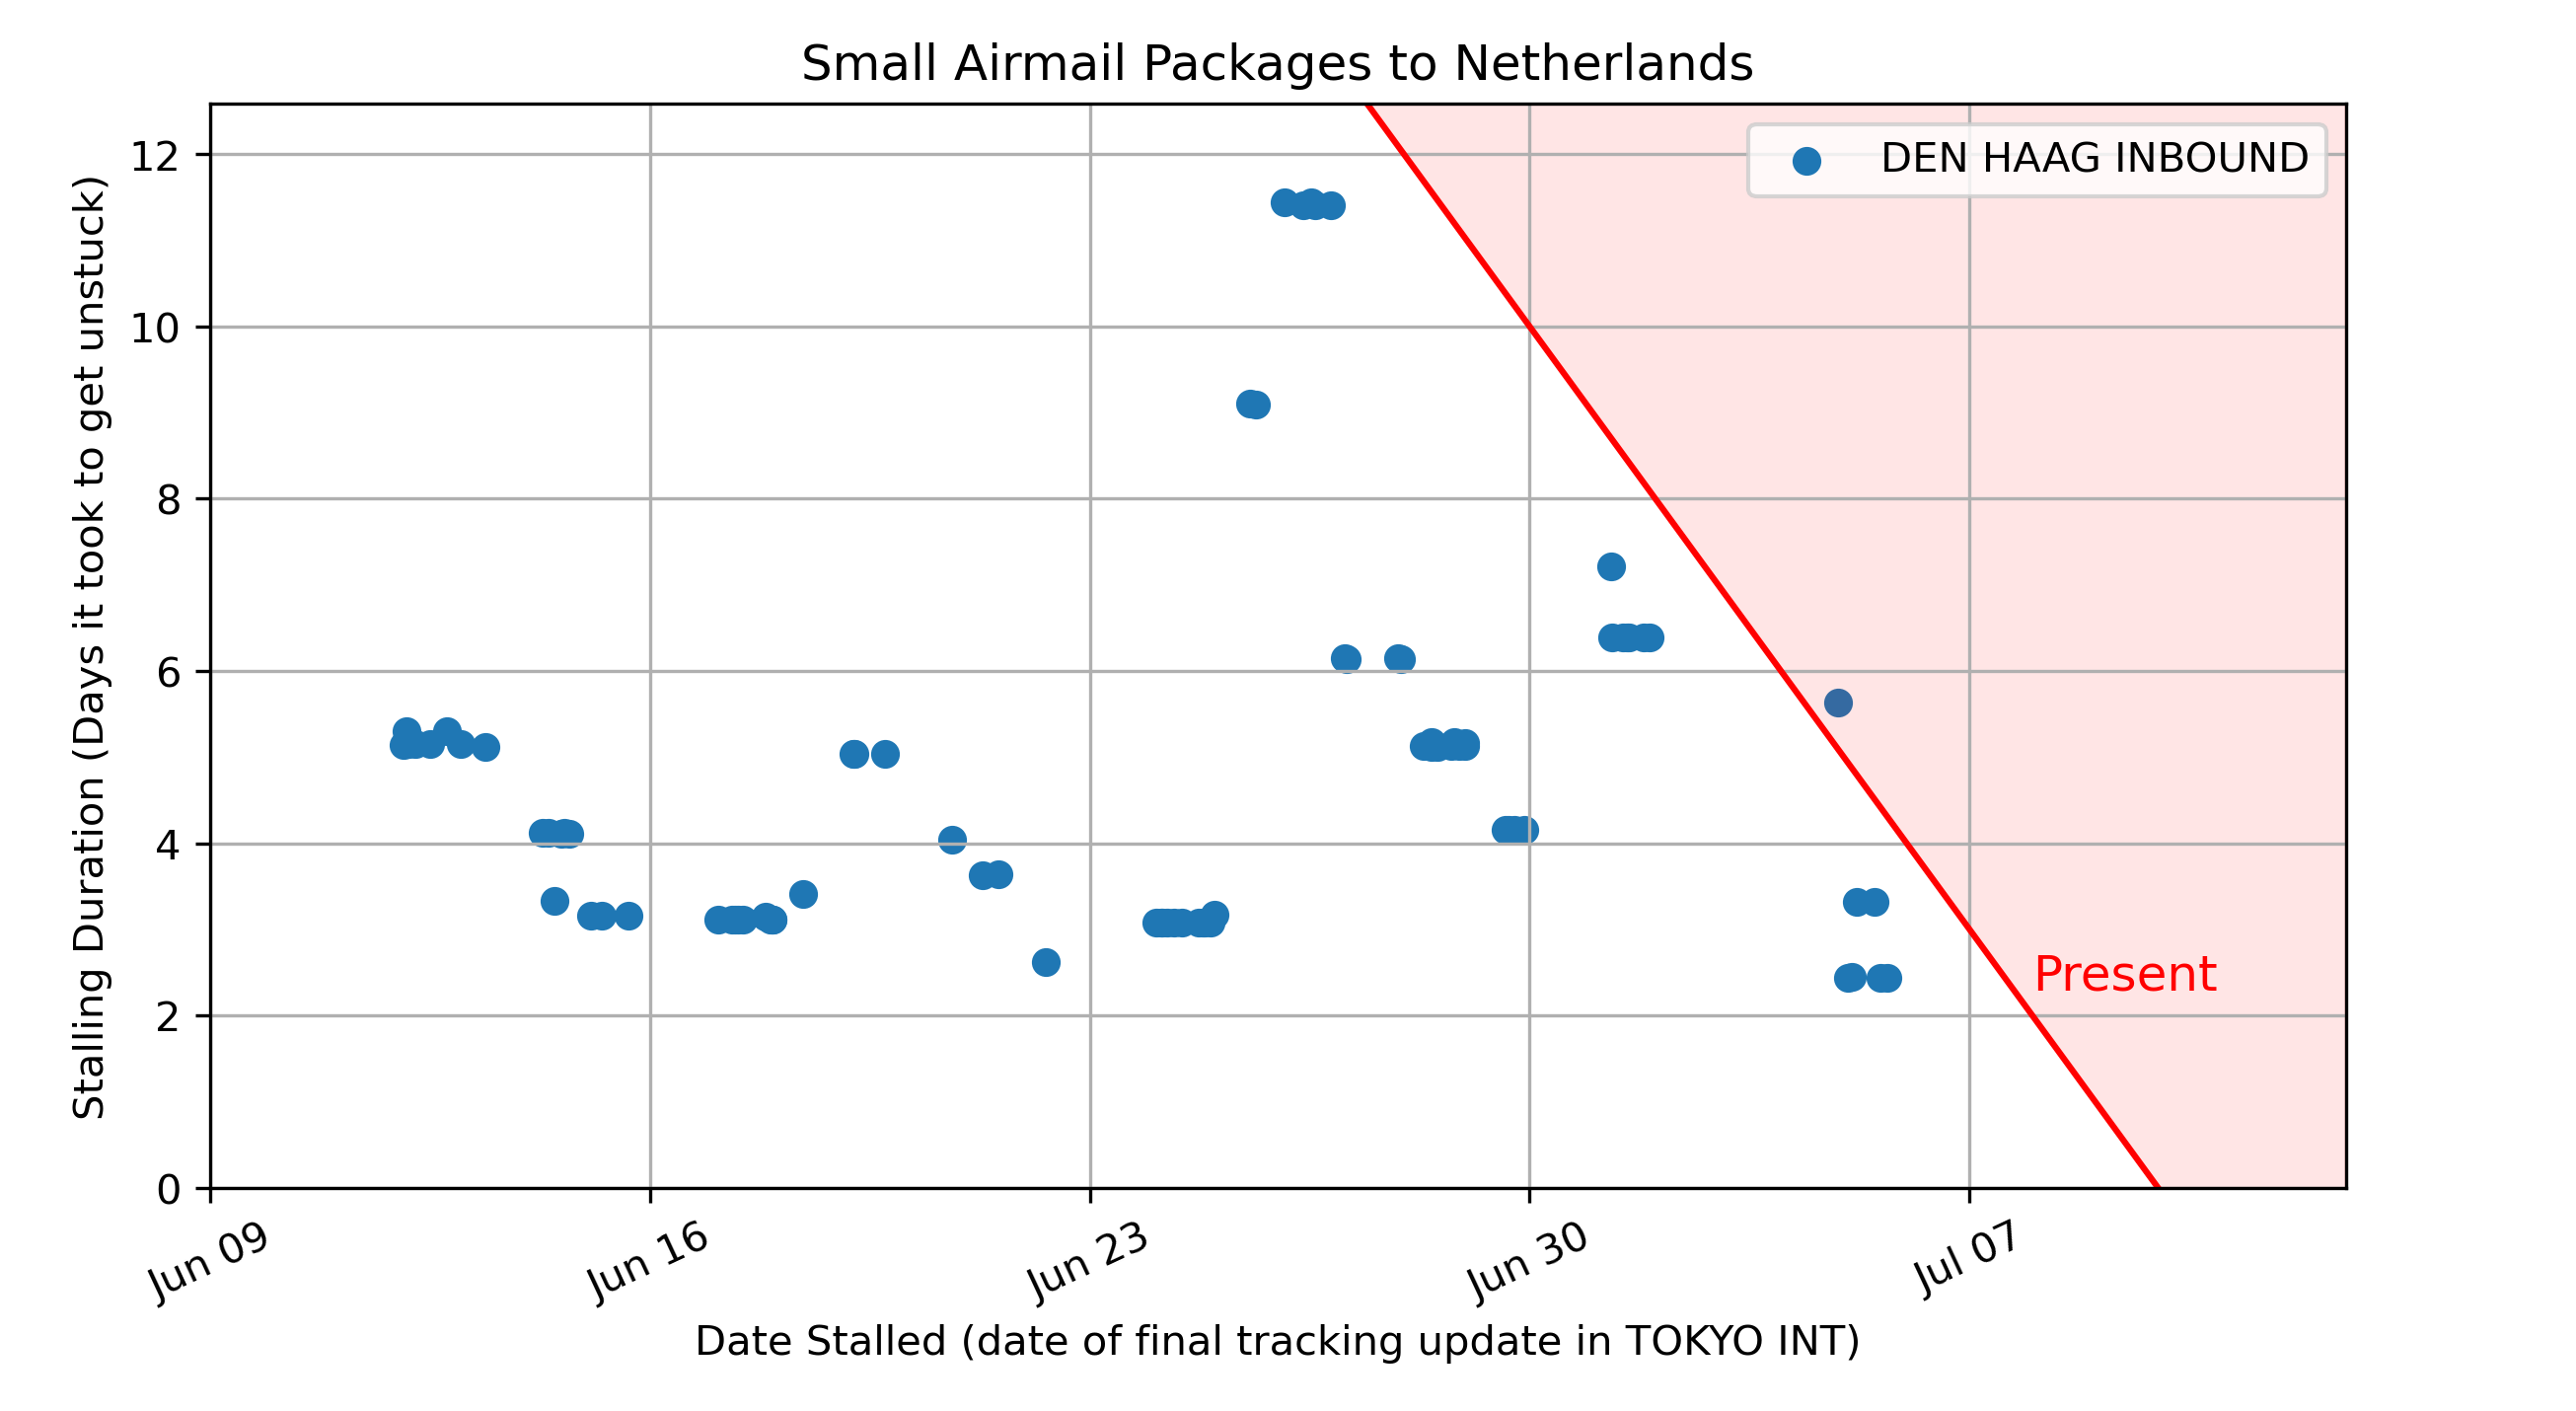 Small Airmail Packages to Netherlands
DEN HAAG INBOUND
Stalling Duration (Days it took to get unstuck)
12
10
8
6
4
2
0
Present
Jun 09
Jun 16
Jun 23
Jun 30
Jul 07
Date Stalled (date of final tracking update in TOKYO INT)